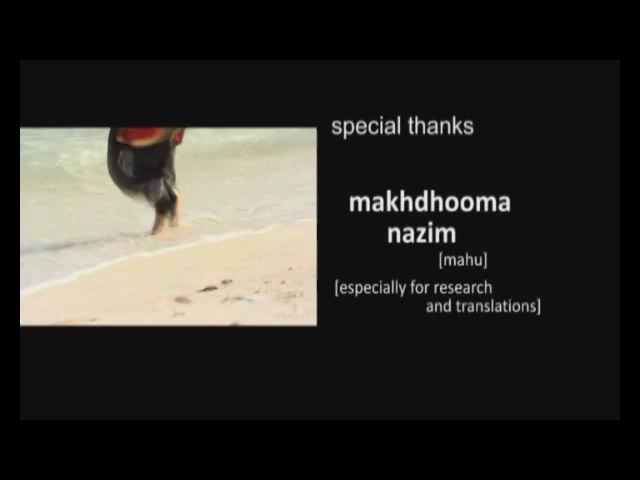 special thanks
makhdhooma
nazim
[mahu]
[especially for research
and translations]